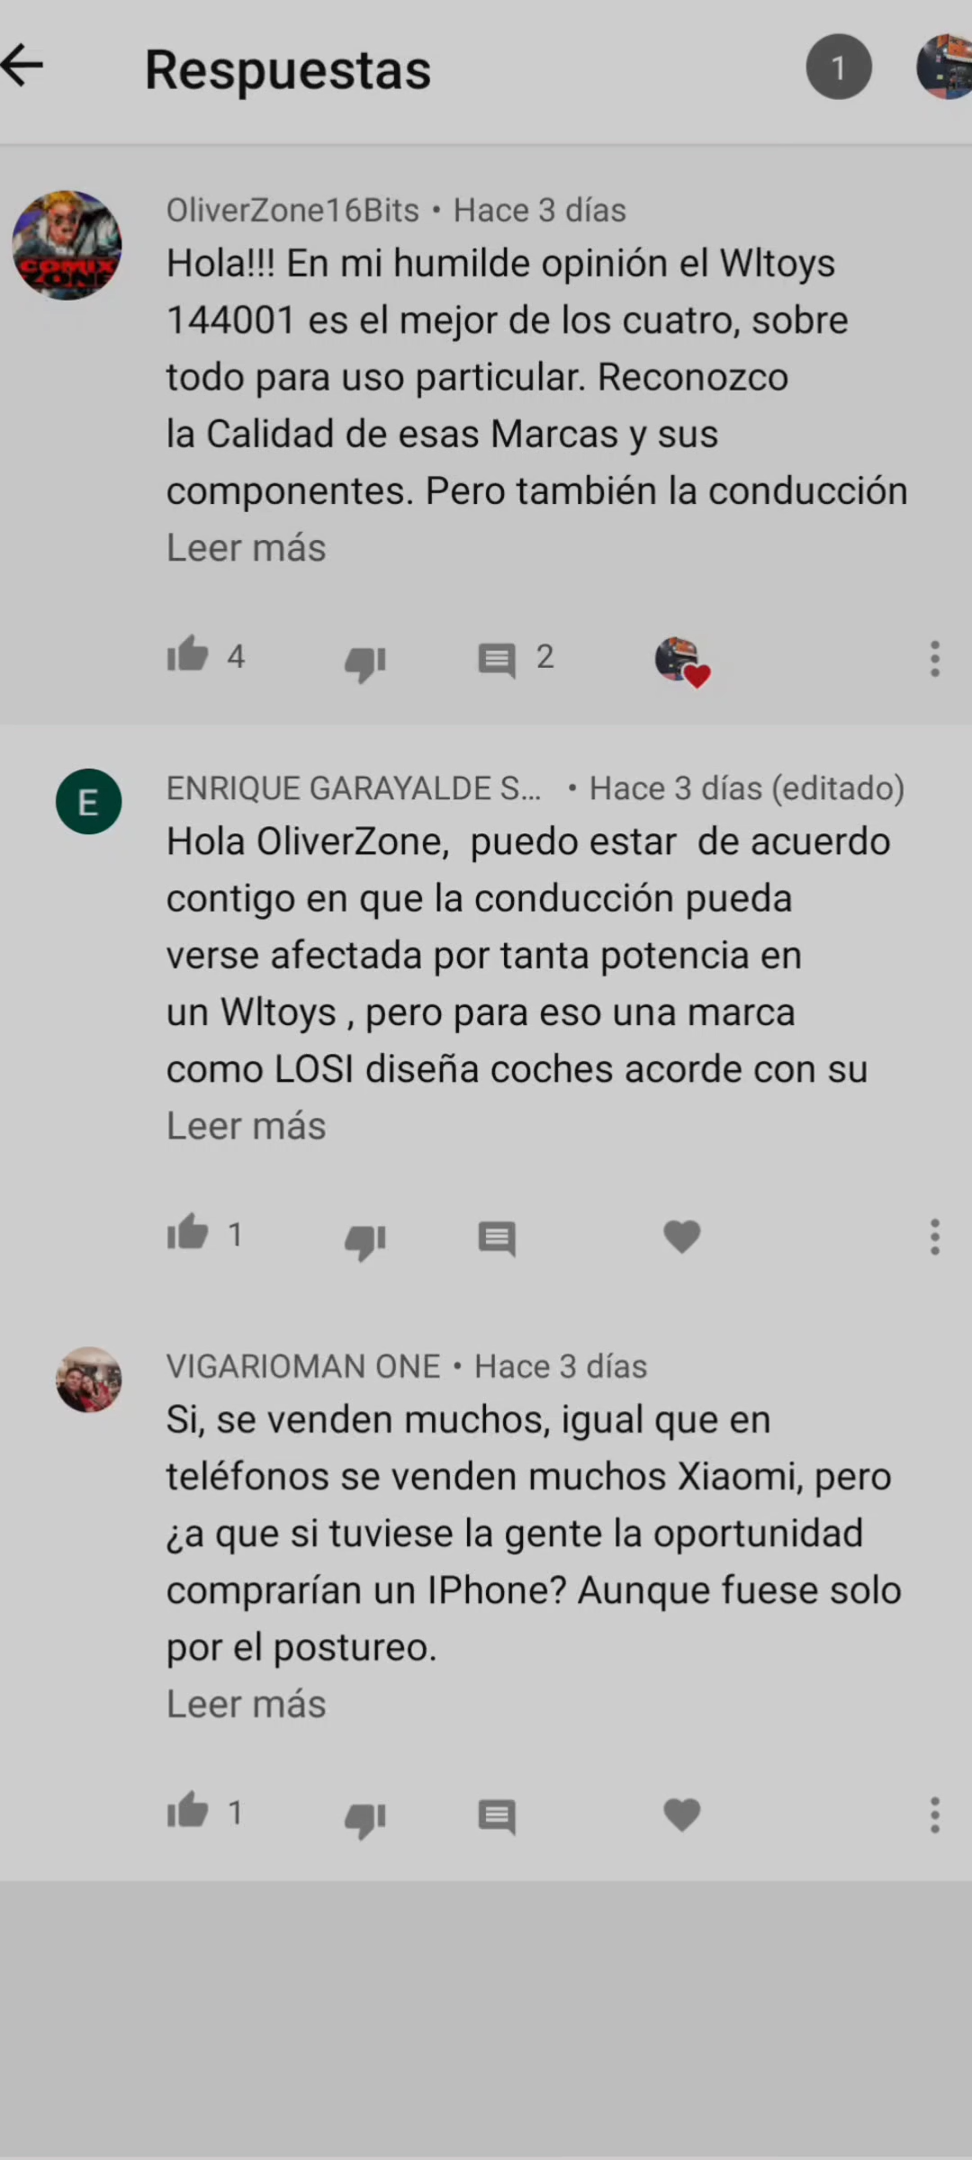 Respuestas
1
OliverZone16Bits • Hace 3 días
Hola!!! En mi humilde opinión el Wltoys
144001 es el mejor de los cuatro, sobre
todo para uso particular. Reconozco
la Calidad de esas Marcas y sus
componentes. Pero también la conducción
Leer más
4
2
COMIX
ZONE
E
ENRIQUE GARAYALDE S... • Hace 3 días (editado)
Hola OliverZone,  puedo estar  de acuerdo
contigo en que la conducción pueda
verse afectada por tanta potencia en
un Wltoys , pero para eso una marca
como LOSI diseña coches acorde con su
Leer más
1
VIGARIOMAN ONE • Hace 3 días
Si, se venden muchos, igual que en
teléfonos se venden muchos Xiaomi, pero
¿a que si tuviese la gente la oportunidad
comprarían un IPhone? Aunque fuese solo
por el postureo.
Leer más
1